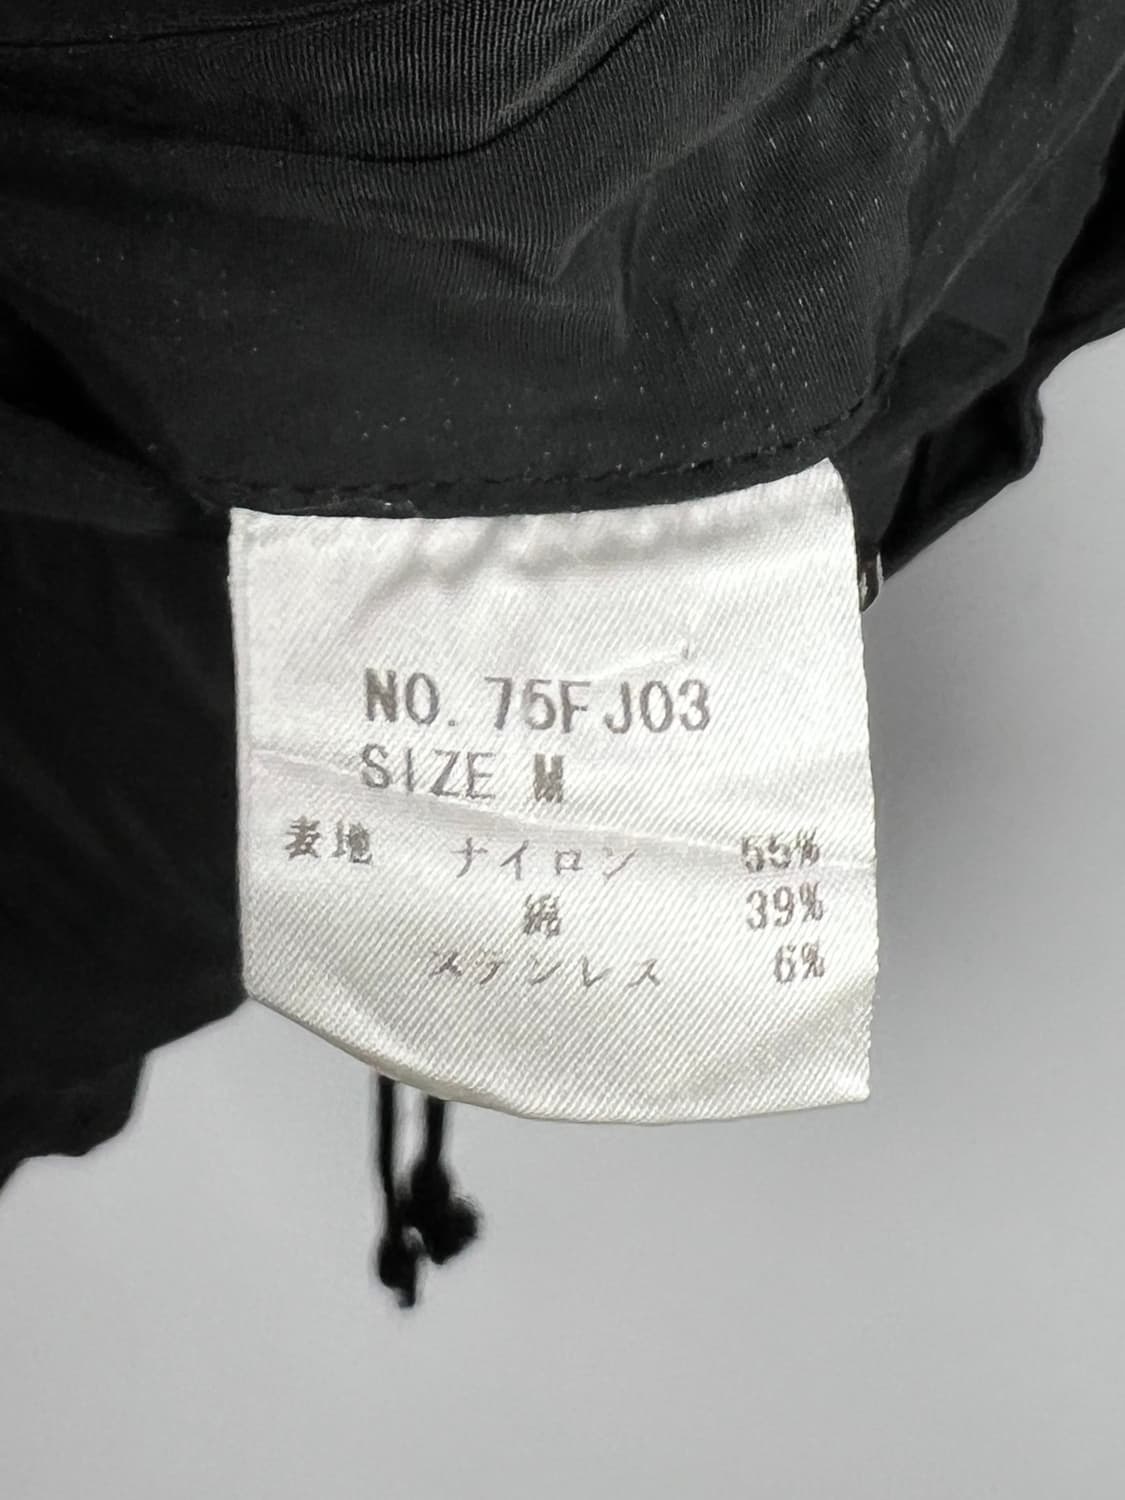 NO. 75FJ03
SIZE M
表地 ナイロン 55%
綿 39%
ステンレス 6%